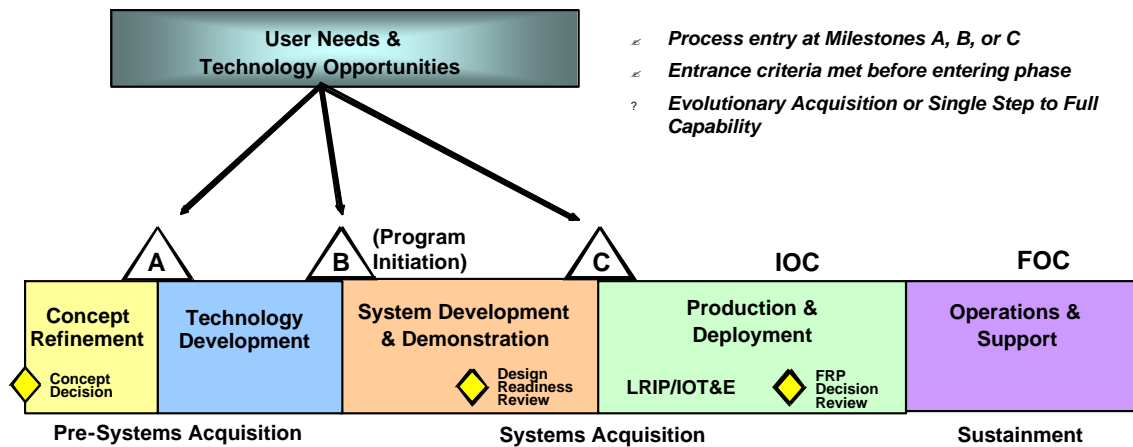 User Needs &
Technology Opportunities
Process entry at Milestones A, B, or C
Entrance criteria met before entering phase
? Evolutionary Acquisition or Single Step to Full
Capability
A
B
(Program
Initiation)
C
IOC
FOC
Concept
Refinement
Technology
Development
System Development
& Demonstration
Production &
Deployment
Operations &
Support
Concept
Decision
Design
Readiness
Review
LRIP/IOT&E
FRP
Decision
Review
Pre-Systems Acquisition
Systems Acquisition
Sustainment